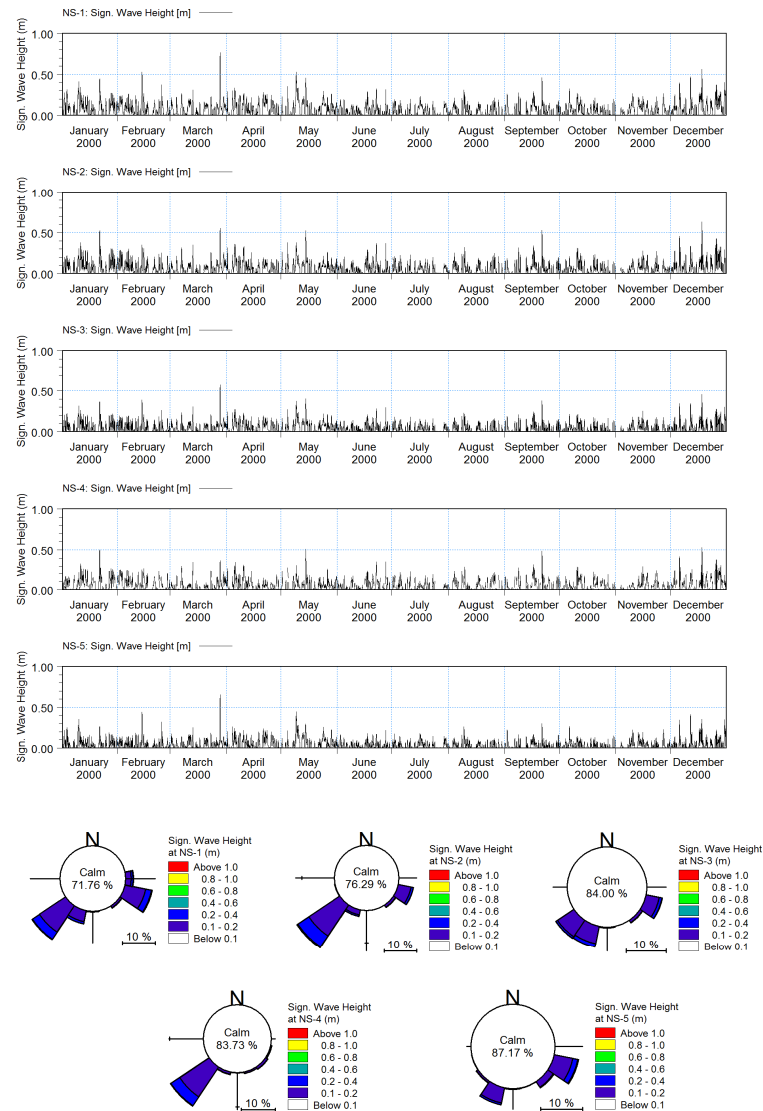 NS-1: Sign. Wave Height [m]
Sign. Wave Height (m)
1.00
0.50
0.00
January February March April May June July August September October November December
2000 2000 2000 2000 2000 2000 2000 2000 2000 2000 2000 2000
NS-2: Sign. Wave Height [m]
Sign. Wave Height (m)
1.00
0.50
0.00
January February March April May June July August September October November December
2000 2000 2000 2000 2000 2000 2000 2000 2000 2000 2000 2000
NS-3: Sign. Wave Height [m]
Sign. Wave Height (m)
1.00
0.50
0.00
January February March April May June July August September October November December
2000 2000 2000 2000 2000 2000 2000 2000 2000 2000 2000 2000
NS-4: Sign. Wave Height [m]
Sign. Wave Height (m)
1.00
0.50
0.00
January February March April May June July August September October November December
2000 2000 2000 2000 2000 2000 2000 2000 2000 2000 2000 2000
NS-5: Sign. Wave Height [m]
Sign. Wave Height (m)
1.00
0.50
0.00
January February March April May June July August September October November December
2000 2000 2000 2000 2000 2000 2000 2000 2000 2000 2000 2000
N
Calm
71.76 %
10 %
Sign. Wave Height
at NS-1 (m)
Above 1.0
0.8 - 1.0
0.6 - 0.8
0.4 - 0.6
0.2 - 0.4
0.1 - 0.2
Below 0.1
N
Calm
76.29 %
10 %
Sign. Wave Height
at NS-2 (m)
Above 1.0
0.8 - 1.0
0.6 - 0.8
0.4 - 0.6
0.2 - 0.4
0.1 - 0.2
Below 0.1
N
Calm
84.00 %
10 %
Sign. Wave Height
at NS-3 (m)
Above 1.0
0.8 - 1.0
0.6 - 0.8
0.4 - 0.6
0.2 - 0.4
0.1 - 0.2
Below 0.1
N
Calm
83.73 %
10 %
Sign. Wave Height
at NS-4 (m)
Above 1.0
0.8 - 1.0
0.6 - 0.8
0.4 - 0.6
0.2 - 0.4
0.1 - 0.2
Below 0.1
N
Calm
87.17 %
10 %
Sign. Wave Height
at NS-5 (m)
Above 1.0
0.8 - 1.0
0.6 - 0.8
0.4 - 0.6
0.2 - 0.4
0.1 - 0.2
Below 0.1